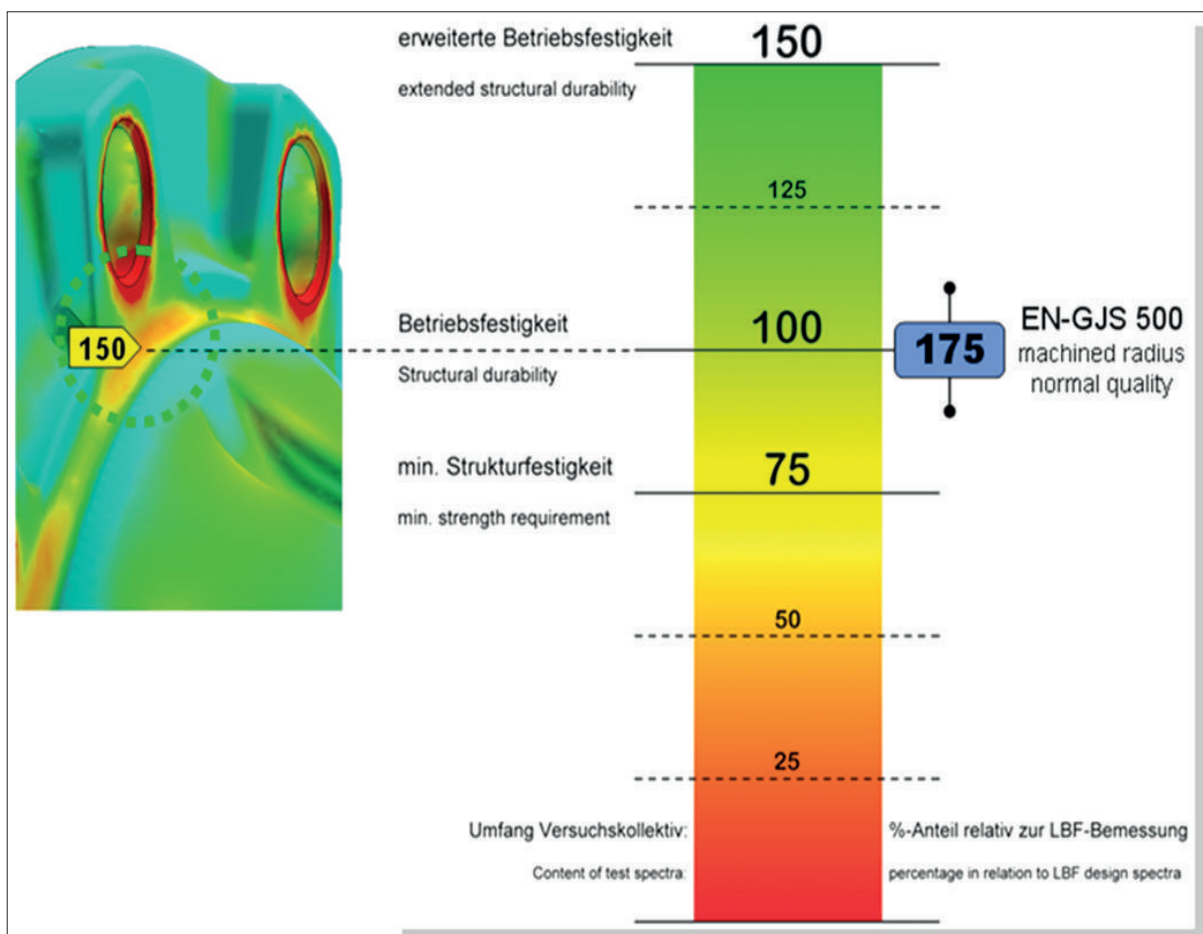 erweiterte Betriebsfestigkeit
150
extended structural durability
125
150
Betriebsfestigkeit
100
Structural durability
175
EN-GJS 500
machined radius
normal quality
min. Strukturfestigkeit
75
min. strength requirement
50
25
Umfang Versuchskollektiv:
%-Anteil relativ zur LBF-Bemessung
Content of test spectra:
percentage in relation to LBF design spectra